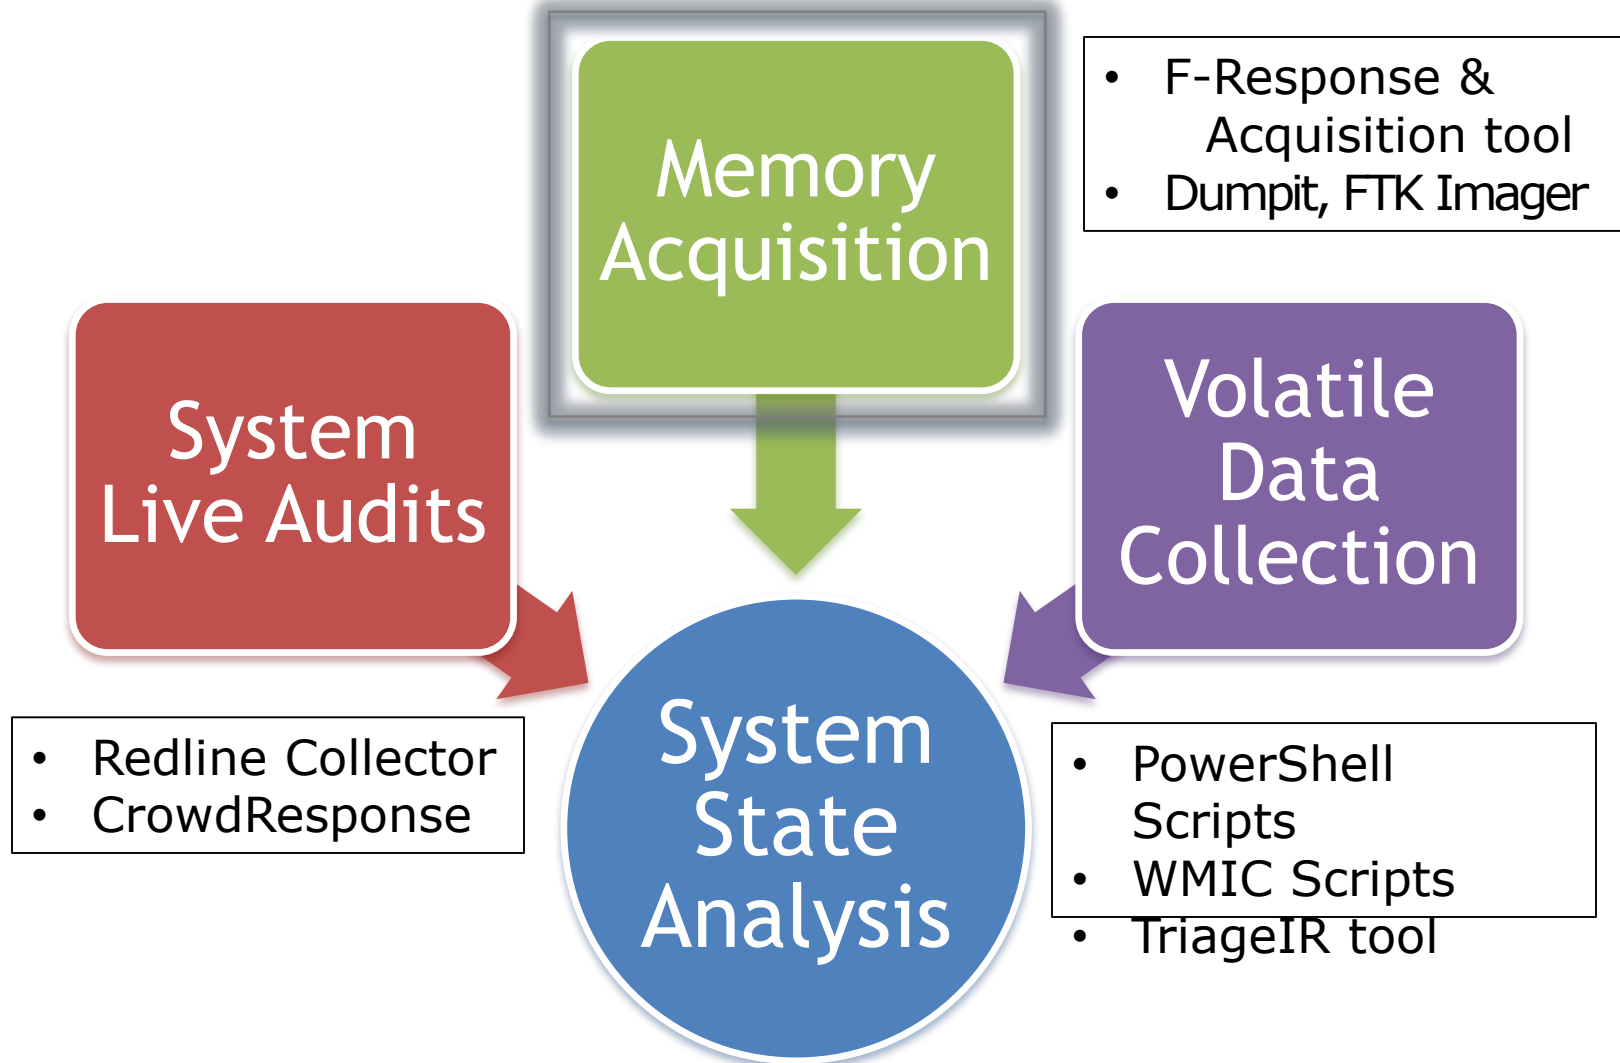 Memory
Acquisition
• F-Response &
Acquisition tool
• Dumpit, FTK Imager
System
Live Audits
Volatile
Data
Collection
• Redline Collector
• CrowdResponse
System
State
Analysis
• PowerShell
Scripts
• WMIC Scripts
• TriageIR tool